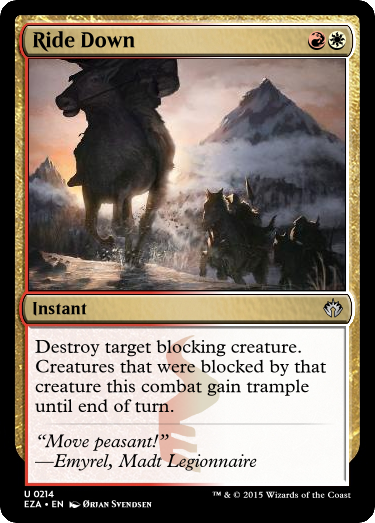 Ride Down
Instant
Destroy target blocking creature.
Creatures that were blocked by that
creature this combat gain trample
until end of turn.
“Move peasant!”
—Emyrel, Madt Legionnaire
U 0214
EZA • EN Ørjan Svendsen
™ & © 2015 Wizards of the Coast